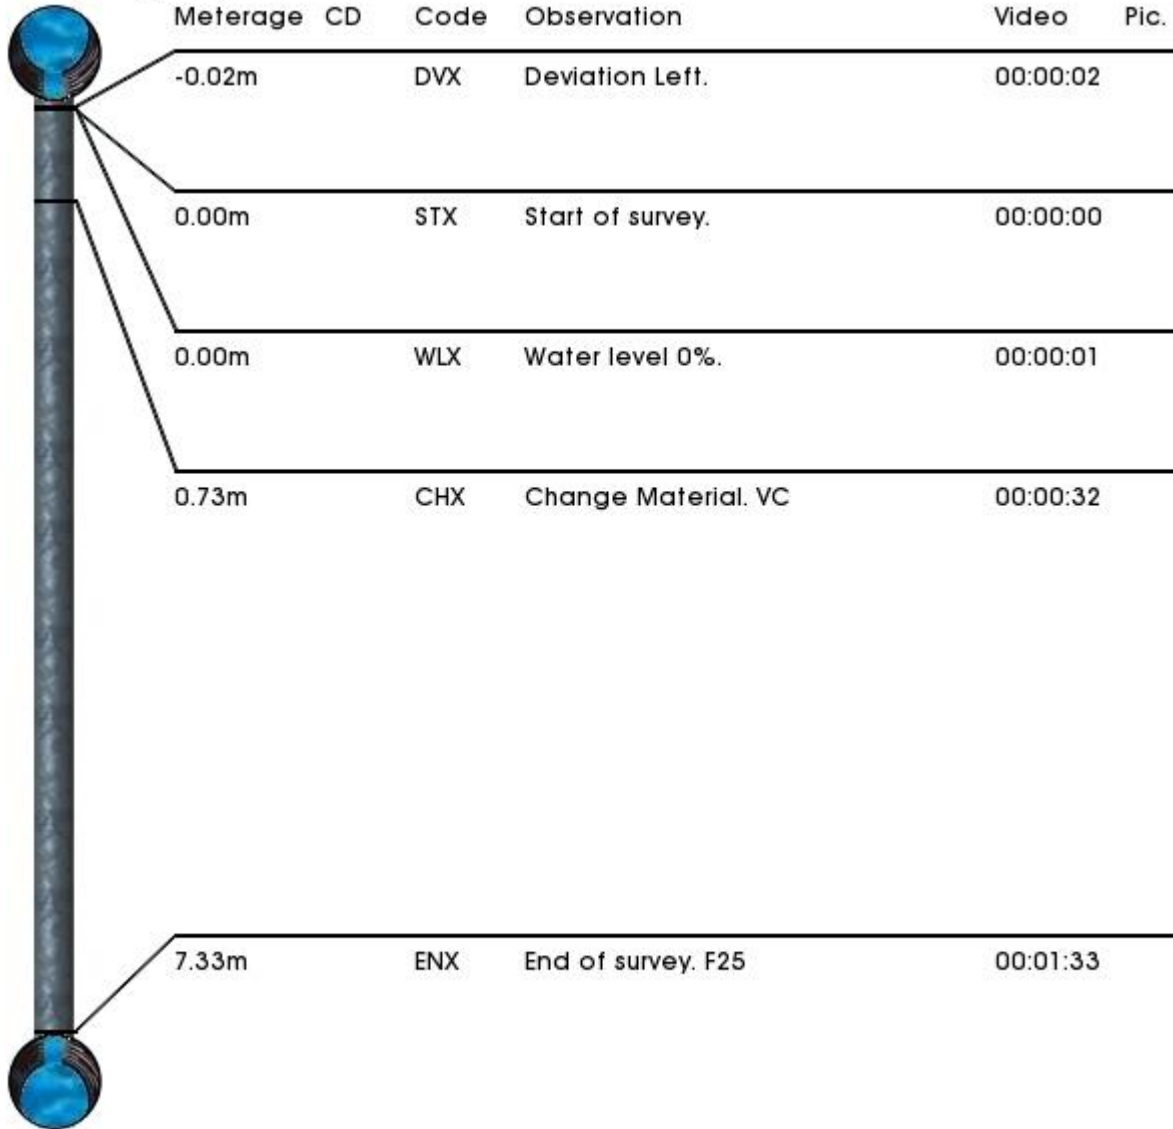 Meterage CD Code Observation Video Pic.
-0.02m DVX Deviation Left. 00:00:02
0.00m STX Start of survey. 00:00:00
0.00m WLX Water level 0%. 00:00:01
0.73m CHX Change Material. VC 00:00:32
7.33m ENX End of survey. F25 00:01:33